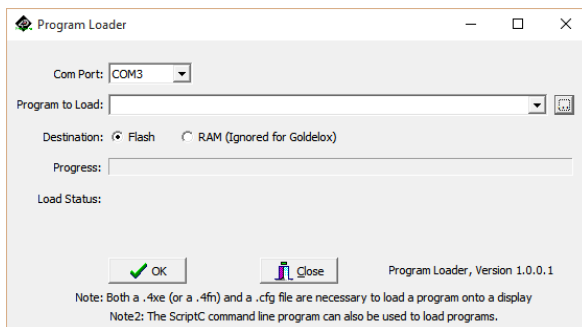 Program Loader
Com Port: COM3
Program to Load:
Destination: Flash RAM (Ignored for Goldelox)
Progress:
Load Status:
OK Close Program Loader, Version 1.0.0.1
Note: Both a .4xe (or a .4fn) and a .cfg file are necessary to load a program onto a display
Note2: The ScriptC command line program can also be used to load programs.